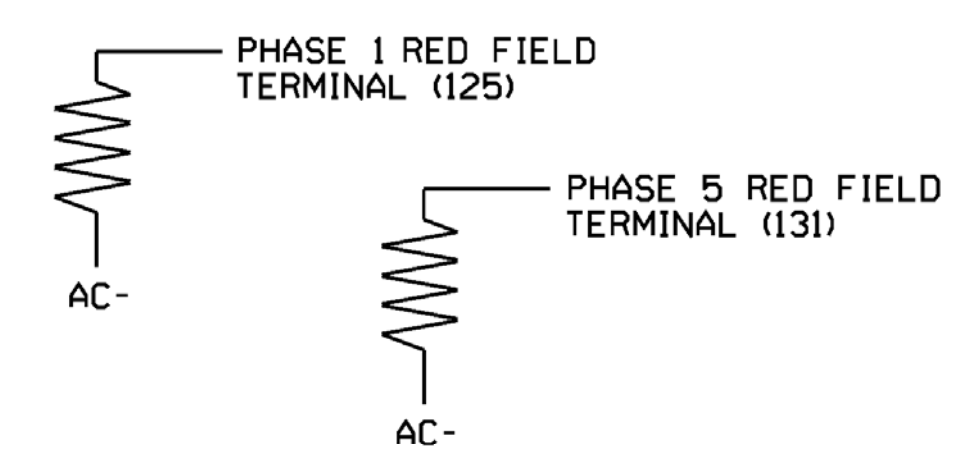 PHASE 1 RED FIELD
TERMINAL (125)
AC-
PHASE 5 RED FIELD
TERMINAL (131)
AC-